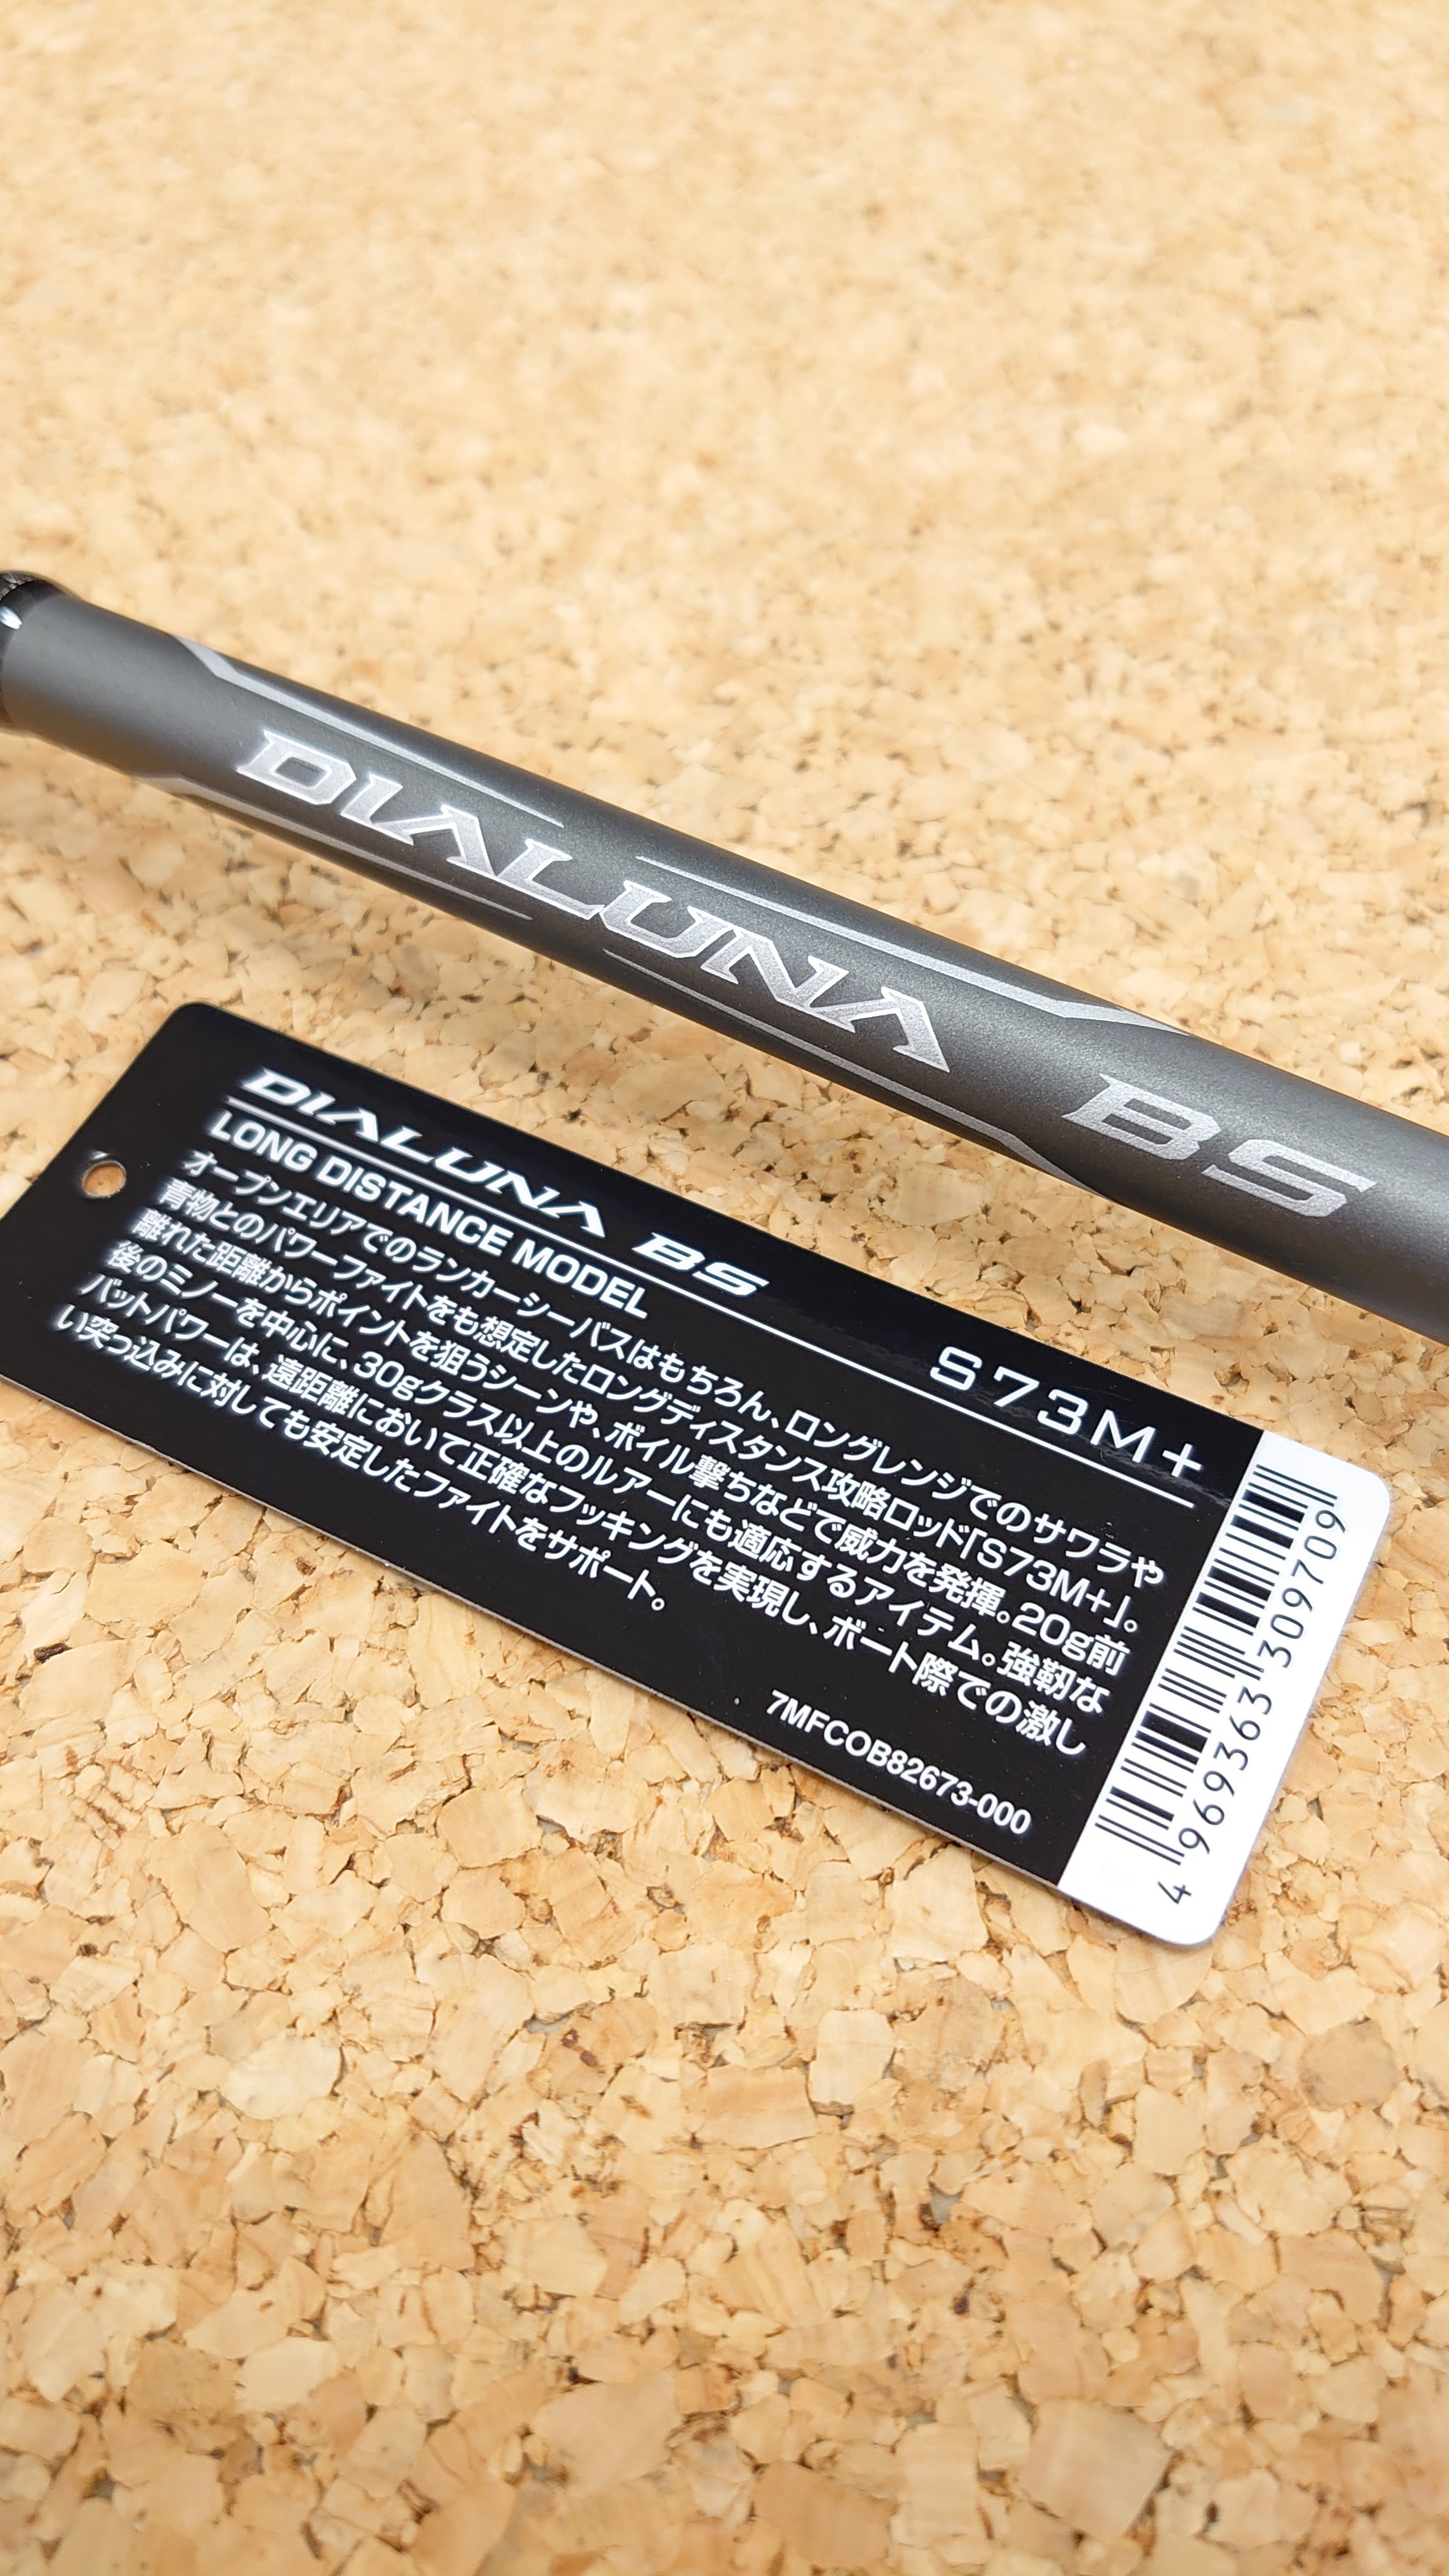 DIALUNA BS
DIALUNA BS S73M+
LONG DISTANCE MODEL
オープンエリアでのランカーシーバスはもちろん、ロングレンジでのサワラや
青物とのパワーファイトをも想定したロングディスタンス攻略ロッド「S73M+」。
離れた距離からポイントを狙うシーンや、ボイル撃ちなどで威力を発揮。20g前
後のミノーを中心に、30gクラス以上のルアーにも適応するアイテム。強靭な
バットパワーは、遠距離において正確なフッキングを実現し、ボート際での激し
い突っ込みに対しても安定したファイトをサポート。
7MFCOB82673-000
4 969363 309709